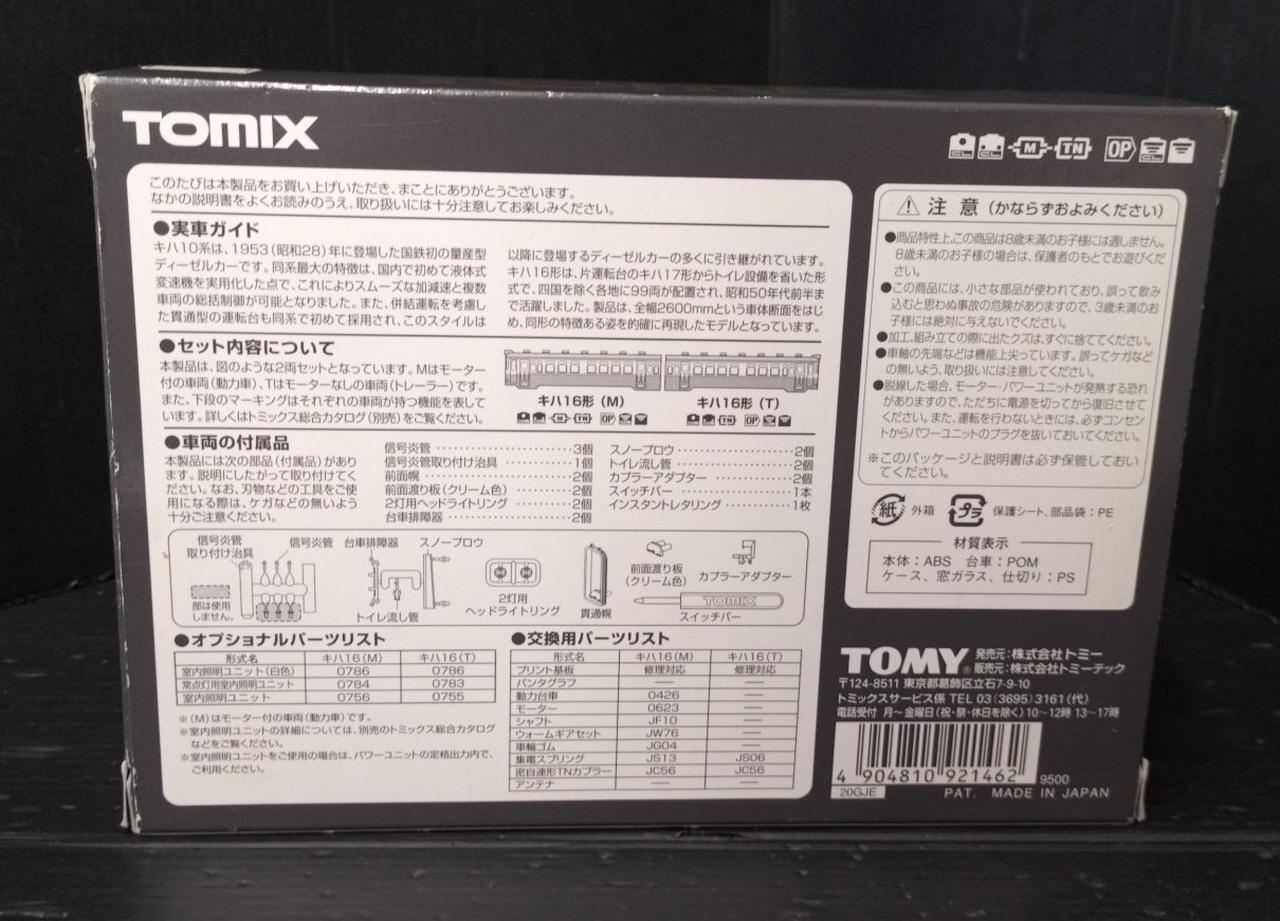 TOMIX
CL CL M TN OP
このたびは本製品をお買い上げいただき、まことにありがとうございます。
なかの説明書をよくお読みのうえ、取り扱いには十分注意してお楽しみください。
●実車ガイド
キハ10系は、1953(昭和28)年に登場した国鉄初の量産型
ディーゼルカーです。同系最大の特徴は、国内で初めて液体式
変速機を実用化した点で、これによりスムーズな加減速と複数
車両の総括制御が可能となりました。また、併結運転を考慮し
た貫通型の運転台も同系で初めて採用され、このスタイルは
以降に登場するディーゼルカーの多くに引き継がれています。
キハ16形は、片運転台のキハ17形からトイレ設備を省いた形
式で、四国を除く各地に99両が配置され、昭和50年代前半ま
で活躍しました。製品は、全幅2600mmという車体断面をはじ
め、同形の特徴ある姿を的確に再現したモデルとなっています。
●セット内容について
本製品は、図のような2両セットとなっています。Mはモーター
付の車両(動力車)、Tはモーターなしの車両(トレーラー)です。
また、下段のマーキングはそれぞれの車両が持つ機能を表して
います。詳しくはトミックス総合カタログ(別売)をご覧ください。
キハ16形(M)
キハ16形(T)
●車両の付属品
本製品には次の部品(付属品)があり
ます。説明にしたがって取り付けてく
ださい。なお、刃物などの工具をご使
用になる際は、ケガなどの無いよう
十分ご注意ください。
信号炎管 ・・・・・・・・・・・・・・・ 3個
信号炎管取り付け治具 ・・・・・・・ 1個
前面幌 ・・・・・・・・・・・・・・・・ 2個
前面渡り板(クリーム色) ・・・・・・ 2個
2灯用ヘッドライトリング ・・・・・・ 2個
台車排障器 ・・・・・・・・・・・・・・ 2個
スノープロウ ・・・・・・・・・・・・・ 2個
トイレ流し管 ・・・・・・・・・・・・・ 2個
カプラーアダプター ・・・・・・・・・ 2個
スイッチバー ・・・・・・・・・・・・・ 1本
インスタントレタリング ・・・・・・・ 1枚
信号炎管
取り付け治具
信号炎管
台車排障器
スノープロウ
部は使用
しません。
トイレ流し管
2灯用
ヘッドライトリング
貫通幌
前面渡り板
(クリーム色)
カプラーアダプター
TOMIX
スイッチバー
●オプショナルパーツリスト
形式名 キハ16(M) キハ16(T)
室内照明ユニット(白色) 0786 0786
常点灯用室内照明ユニット 0784 0783
室内照明ユニット 0756 0755
※(M)はモーター付の車両(動力車)です。
※室内照明ユニットの詳細については、別売のトミックス総合カタログ
などをご覧ください。
※室内照明ユニットをご使用の場合は、パワーユニットの定格出力内で、
ご利用ください。
●交換用パーツリスト
形式名 キハ16(M) キハ16(T)
プリント基板 修理対応 修理対応
パンタグラフ — —
動力台車 0426 —
モーター 0623 —
シャフト JF10 —
ウォームギアセット JW76 —
車輪ゴム JG04 —
集電スプリング JS13 JS06
密自連形TNカプラー JC56 JC56
アンテナ — —
注 意(かならずおよみください)
●商品特性上、この商品は8歳未満のお子様には適しません。
8歳未満のお子様の場合は、保護者のもとでお遊びくだ
さい。
●この商品には、小さな部品が使われており、誤って飲み
込むと思わぬ事故の危険がありますので、3歳未満のお
子様には絶対に与えないでください。
●加工、組み立ての際に出たクズは、すぐに捨ててください。
●車軸の先端などは機能上尖っています。誤ってケガなど
の無いよう、取り扱いには注意してください。
●脱線した場合、モーター・パワーユニットが発熱する恐れ
がありますので、ただちに電源を切ってから復旧させて
ください。また、運転を行わないときには、必ずコンセン
トからパワーユニットのプラグを抜いておいてください。
※このパッケージと説明書は必ず保管しておい
てください。
紙 外箱 プラ 保護シート、部品袋:PE
材質表示
本体:ABS 台車:POM
ケース、窓ガラス、仕切り:PS
TOMY® 発売元:株式会社トミー
販売元:株式会社トミーテック
〒124-8511 東京都葛飾区立石7-9-10
トミックスサービス係 TEL 03(3695)3161(代)
電話受付 月～金曜日(祝・祭・休日を除く)10～12時 13～17時
4 904810 921462 9500
20GJE
PAT. MADE IN JAPAN